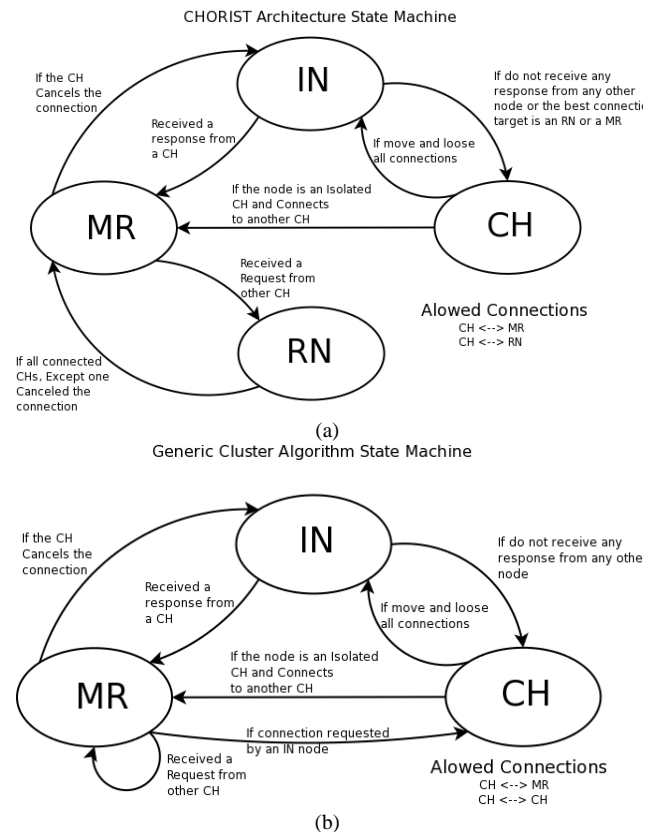 CHORIST Architecture State Machine
IN
If the CH
Cancels the
connection
If do not receive any
response from any other
node or the best connecti
target is an RN or a MR
Received a
response from
a CH
If move and loose
all connections
If the node is an Isolated
CH and Connects
to another CH
MR
CH
Received a
Request from
other CH
Alowed Connections
CH <--> MR
CH <--> RN
RN
If all connected
CHs, Except one
Canceled the
connection
(a)
Generic Cluster Algorithm State Machine
IN
If the CH
Cancels the
connection
If do not receive any
response from any othe
node
Received a
response from
a CH
If move and loose
all connections
If the node is an Isolated
CH and Connects
to another CH
MR
CH
If connection requested
by an IN node
Received a
Request from
other CH
Alowed Connections
CH <--> MR
CH <--> CH
(b)